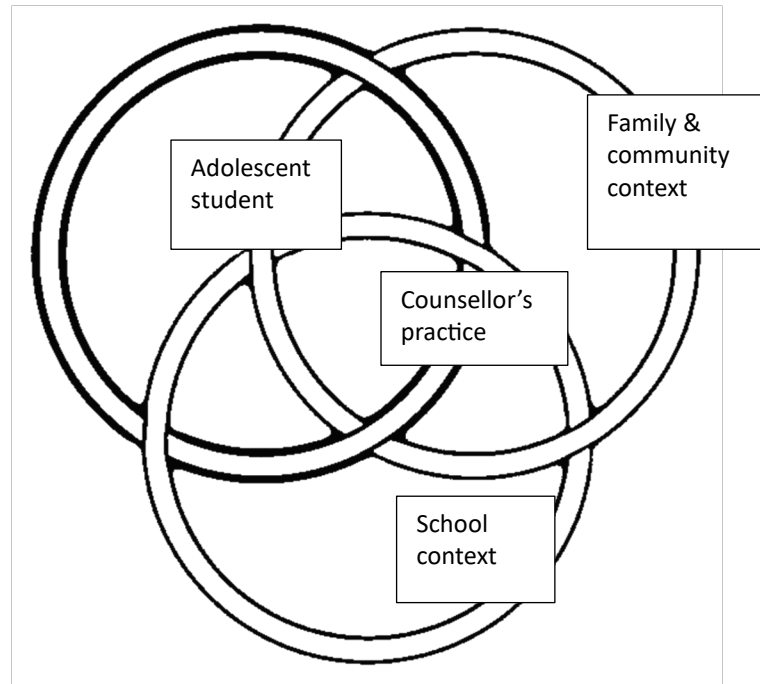 Adolescent
student
Family &
community
context
Counsellor’s
practice
School
context